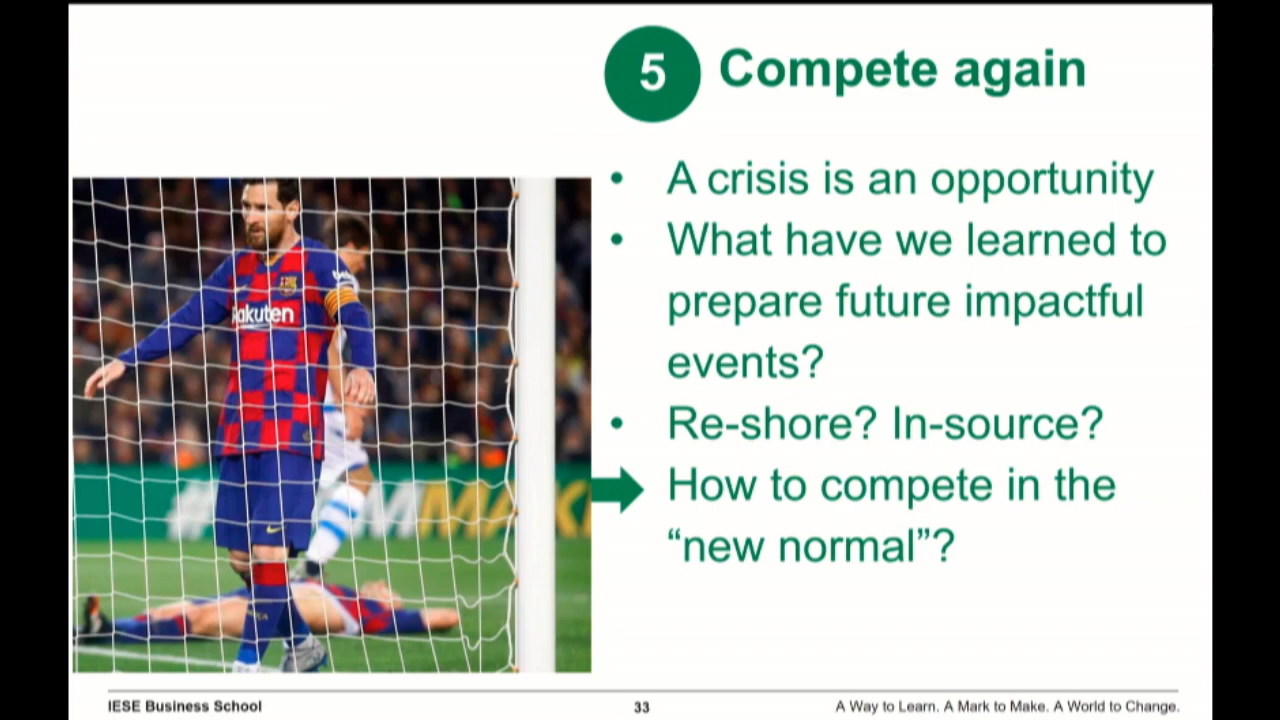 5 Compete again
• A crisis is an opportunity
• What have we learned to
prepare future impactful
events?
• Re-shore? In-source?
How to compete in the
“new normal”?
Rakuten
IESE Business School
33
A Way to Learn. A Mark to Make. A World to Change.